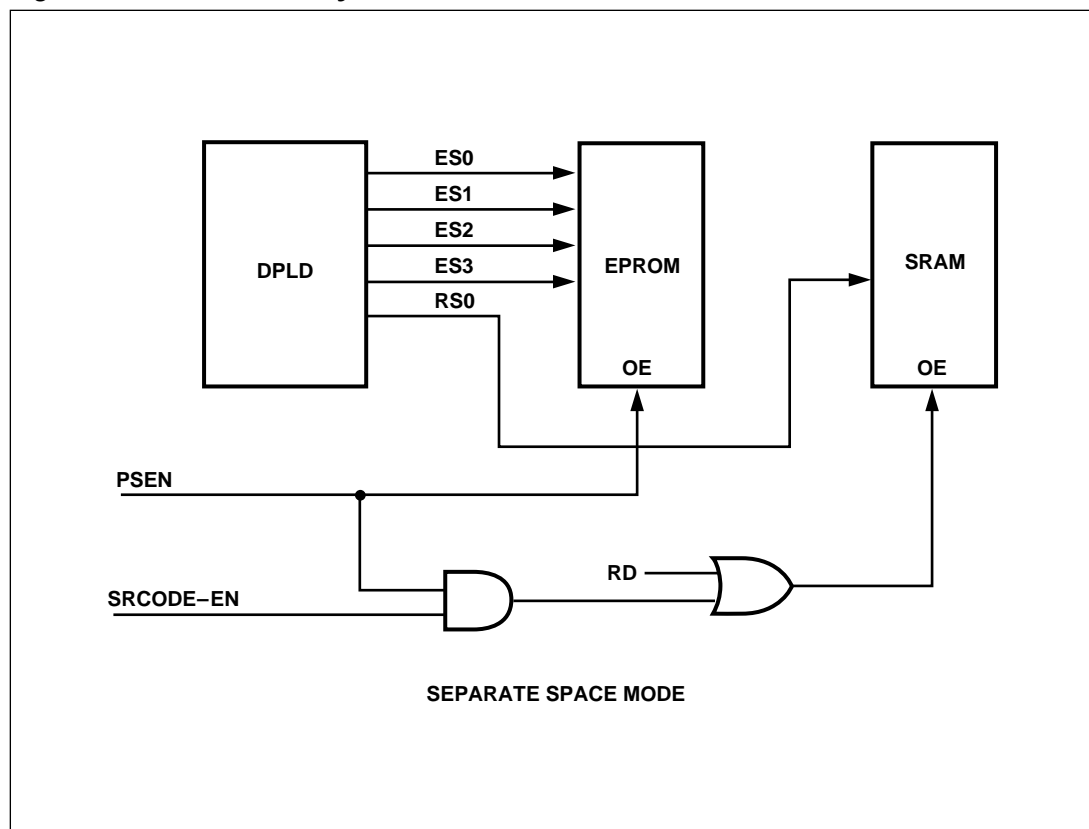 ES0
ES1
ES2
ES3
RS0
DPLD
EPROM
SRAM
OE
OE
PSEN
RD
SRCODE–EN
SEPARATE SPACE MODE